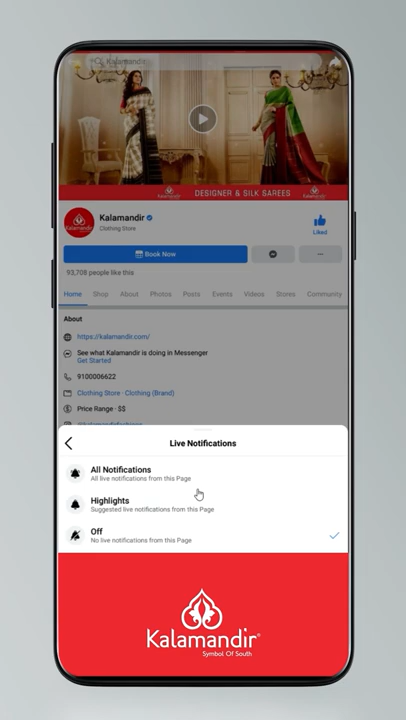 Kalamandir
DESIGNER & SILK SAREES
Kalamandir
Clothing Store
Liked
Book Now
93,708 people like this
Home Shop About Photos Posts Events Videos Stores Community
About
https://kalamandir.com/
See what Kalamandir is doing in Messenger
Get Started
9100006622
Clothing Store · Clothing (Brand)
Price Range · $$
Live Notifications
All Notifications
All live notifications from this Page
Highlights
Suggested live notifications from this Page
Off
No live notifications from this Page
Kalamandir®
Symbol Of South